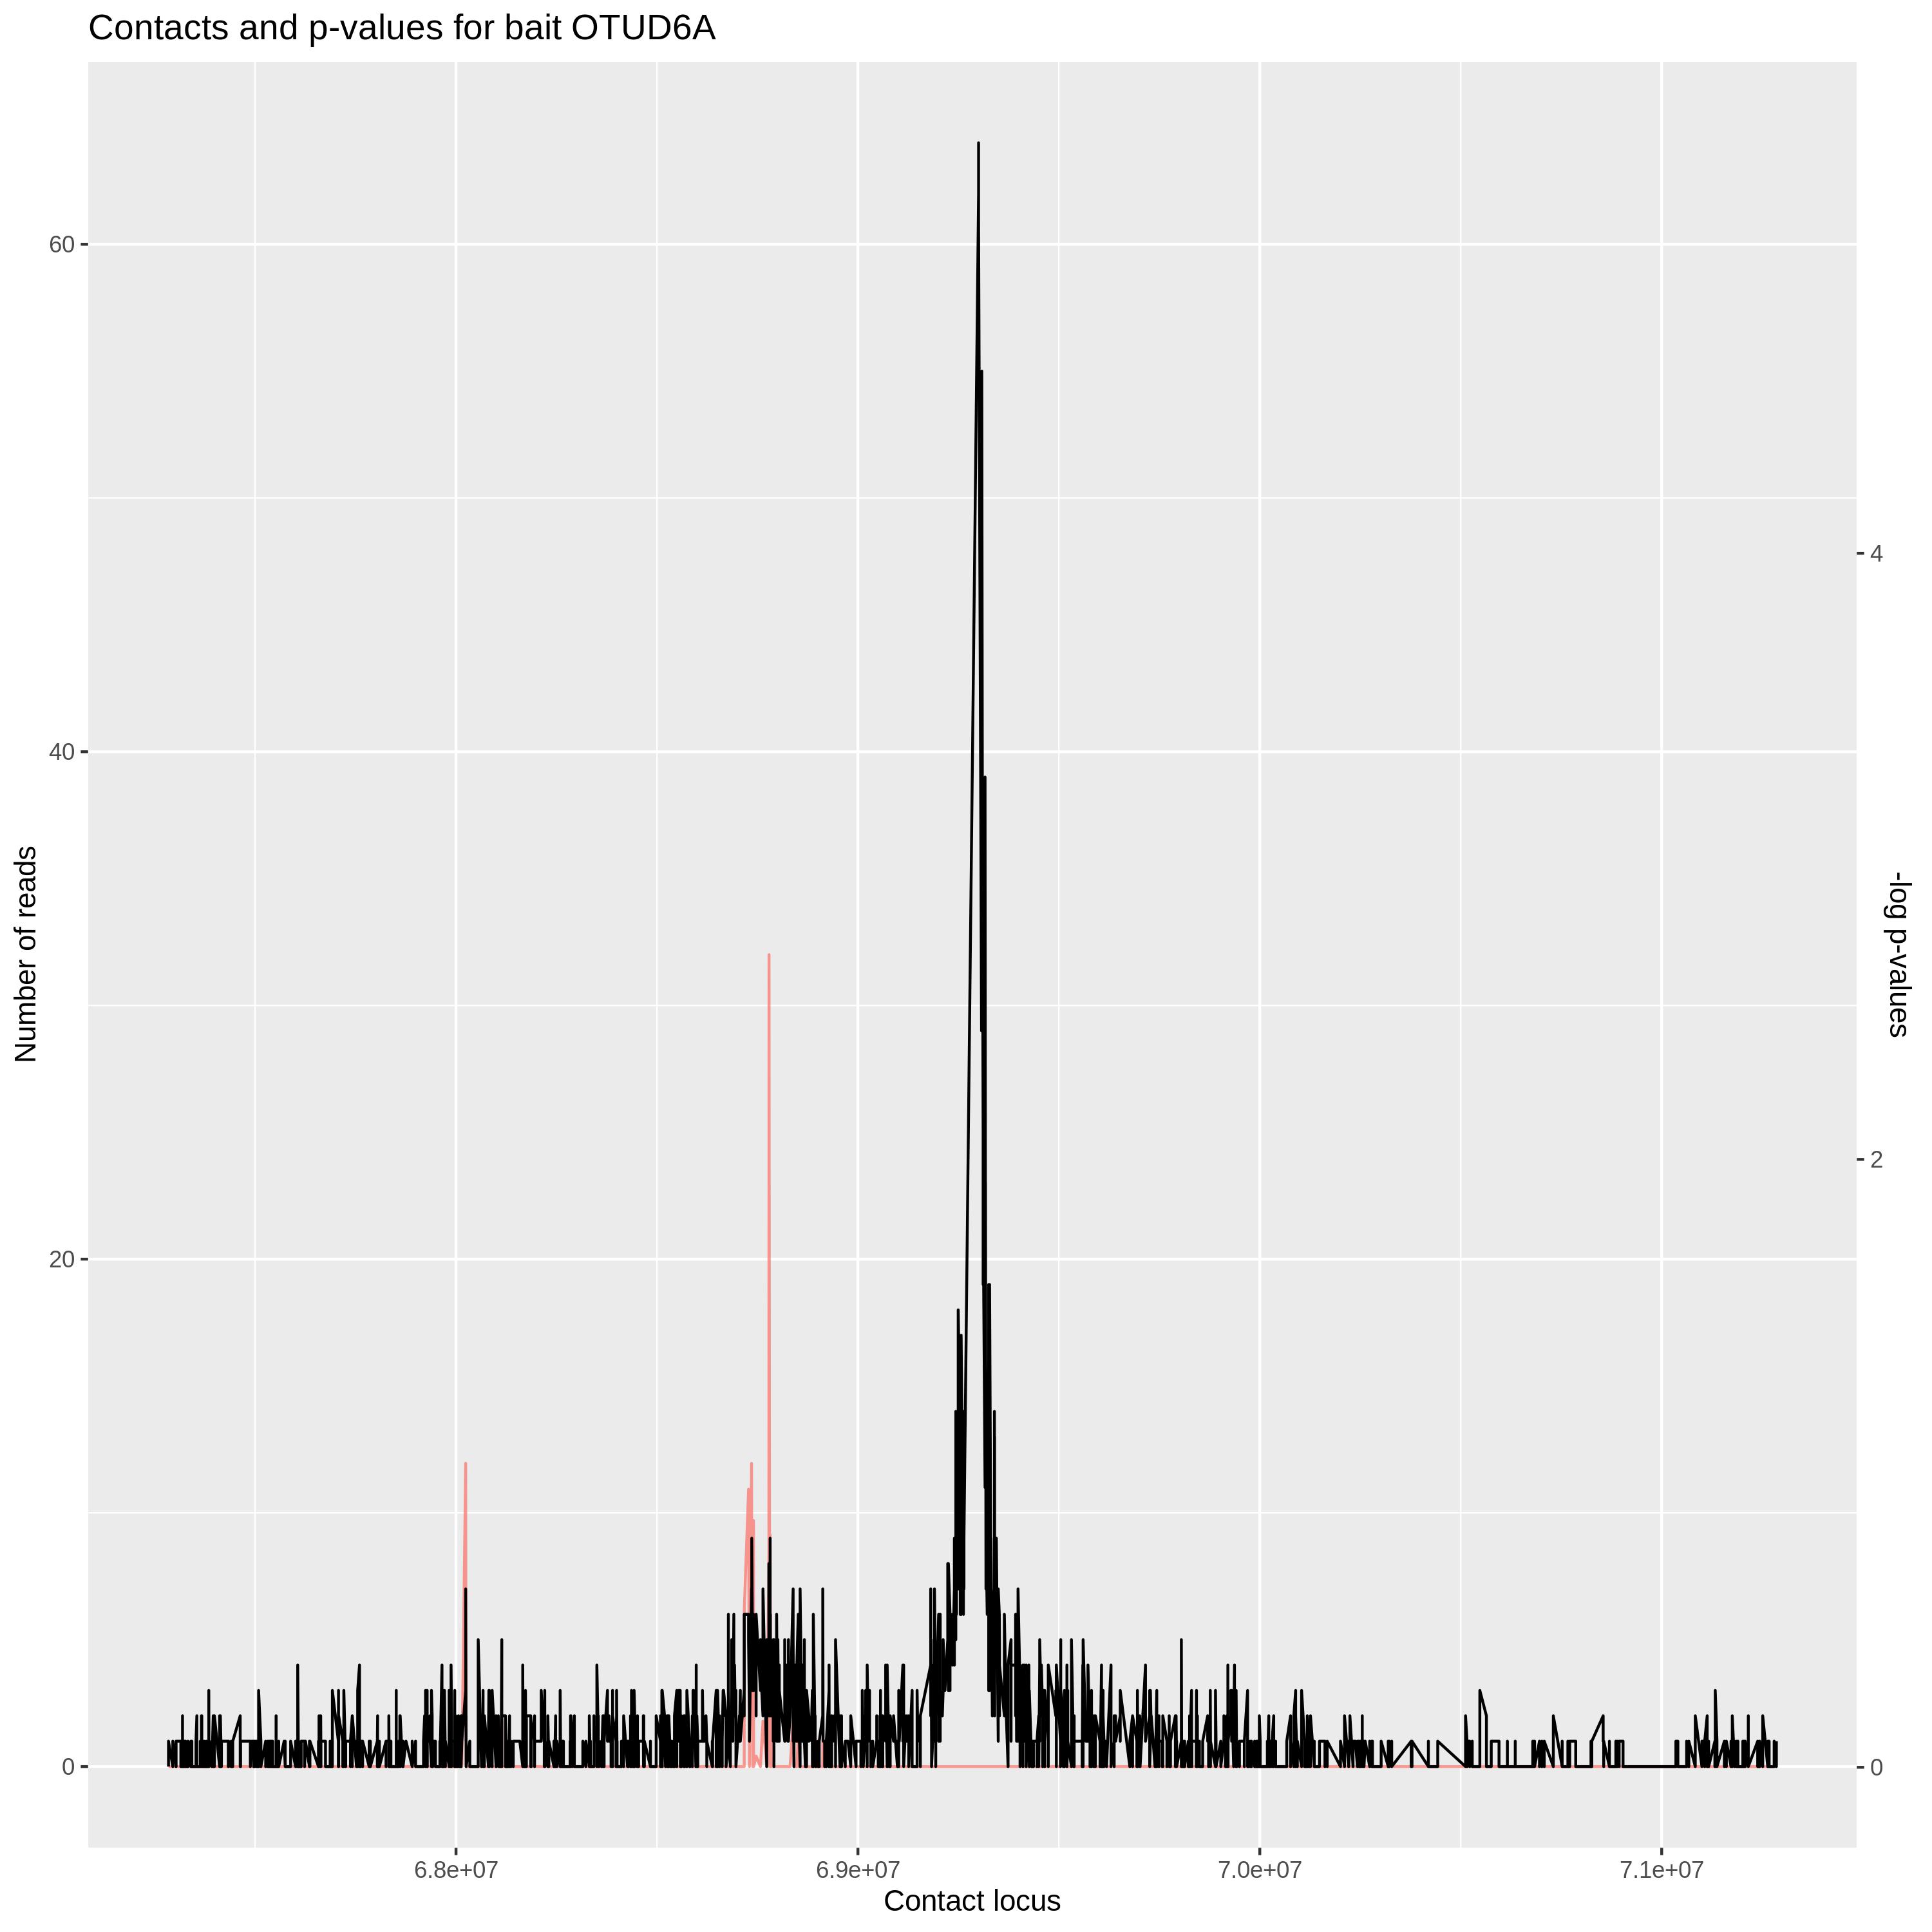 Contacts and p-values for bait OTUD6A
60
40
20
0
Number of reads
4
2
0
-log p-values
6.8e+07
6.9e+07
7.0e+07
7.1e+07
Contact locus